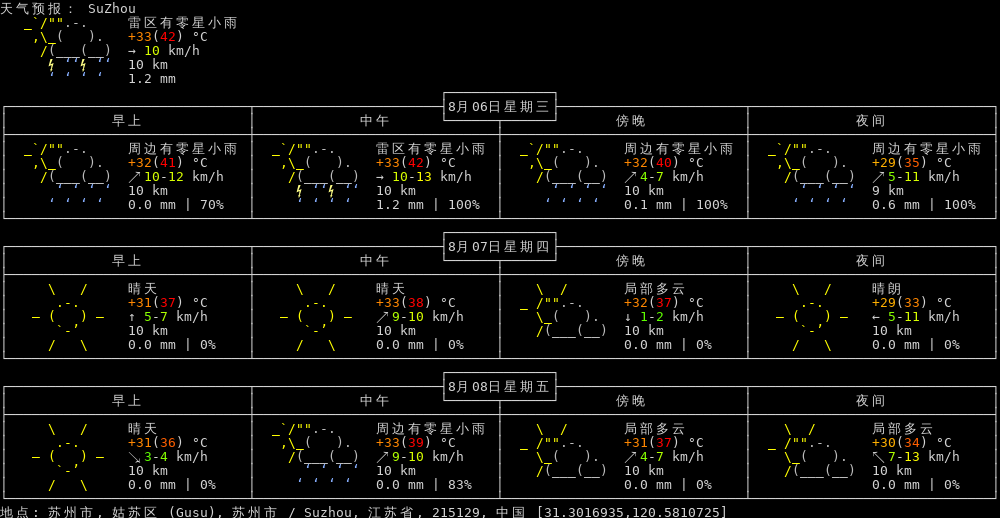 天气预报： SuZhou
雷区有零星小雨
+33(42) °C
→ 10 km/h
10 km
1.2 mm
8月06日星期三
早上 中午 傍晚 夜间
周边有零星小雨 雷区有零星小雨 周边有零星小雨 周边有零星小雨
+32(41) °C +33(42) °C +32(40) °C +29(35) °C
↗ 10-12 km/h → 10-13 km/h ↗ 4-7 km/h ↗ 5-11 km/h
10 km 10 km 10 km 9 km
0.0 mm | 70% 1.2 mm | 100% 0.1 mm | 100% 0.6 mm | 100%
8月07日星期四
早上 中午 傍晚 夜间
晴天 晴天 局部多云 晴朗
+31(37) °C +33(38) °C +32(37) °C +29(33) °C
↑ 5-7 km/h ↗ 9-10 km/h ↓ 1-2 km/h ← 5-11 km/h
10 km 10 km 10 km 10 km
0.0 mm | 0% 0.0 mm | 0% 0.0 mm | 0% 0.0 mm | 0%
8月08日星期五
早上 中午 傍晚 夜间
晴天 周边有零星小雨 局部多云 局部多云
+31(36) °C +33(39) °C +31(37) °C +30(34) °C
↘ 3-4 km/h ↗ 9-10 km/h ↗ 4-7 km/h ↖ 7-13 km/h
10 km 10 km 10 km 10 km
0.0 mm | 0% 0.0 mm | 83% 0.0 mm | 0% 0.0 mm | 0%
地点: 苏州市, 姑苏区 (Gusu), 苏州市 / Suzhou, 江苏省, 215129, 中国 [31.3016935,120.5810725]